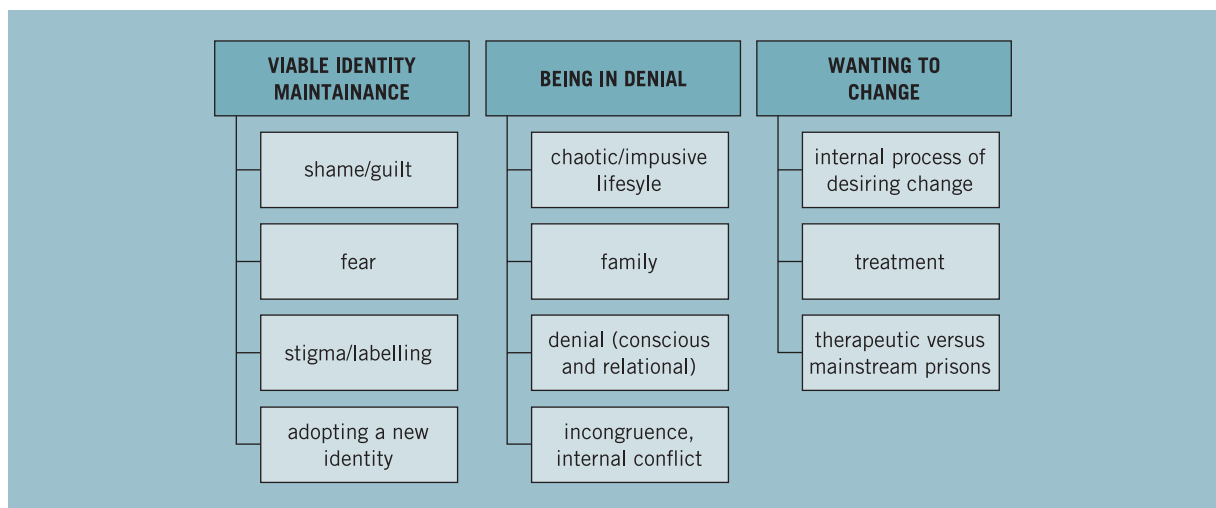 VIABLE IDENTITY
MAINTAINANCE
shame/guilt
fear
stigma/labelling
adopting a new
identity
BEING IN DENIAL
chaotic/impusive
lifesyle
family
denial (conscious
and relational)
incongruence,
internal conflict
WANTING TO
CHANGE
internal process of
desiring change
treatment
therapeutic versus
mainstream prisons